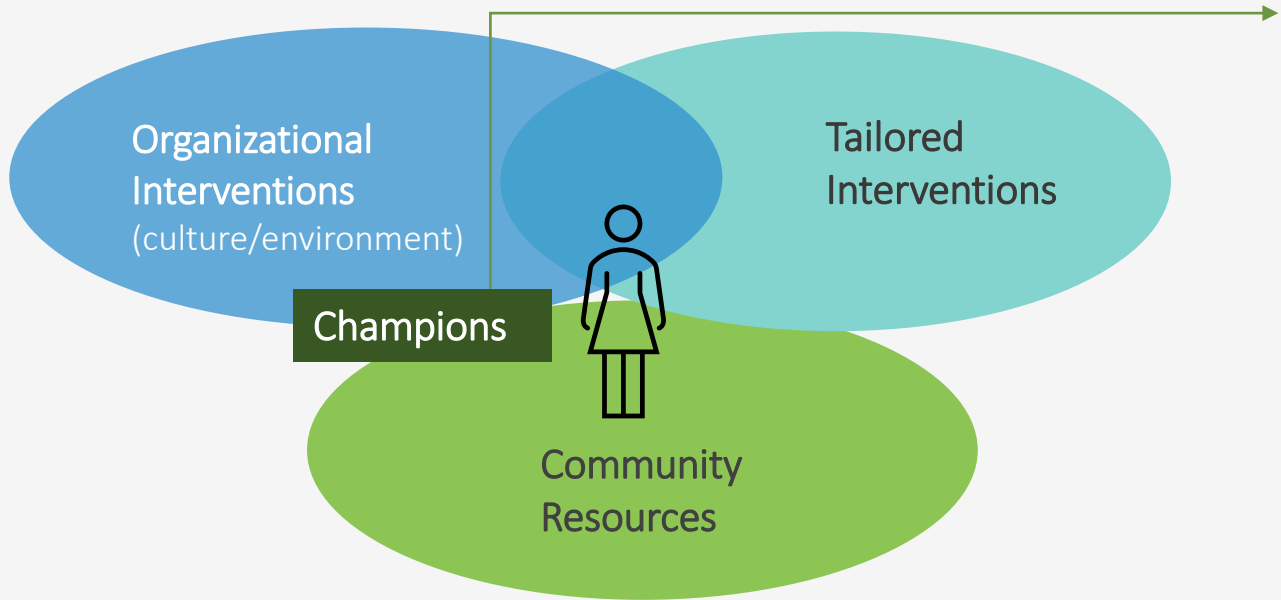 Organizational
Interventions
(culture/environment)
Tailored
Interventions
Champions
Community
Resources